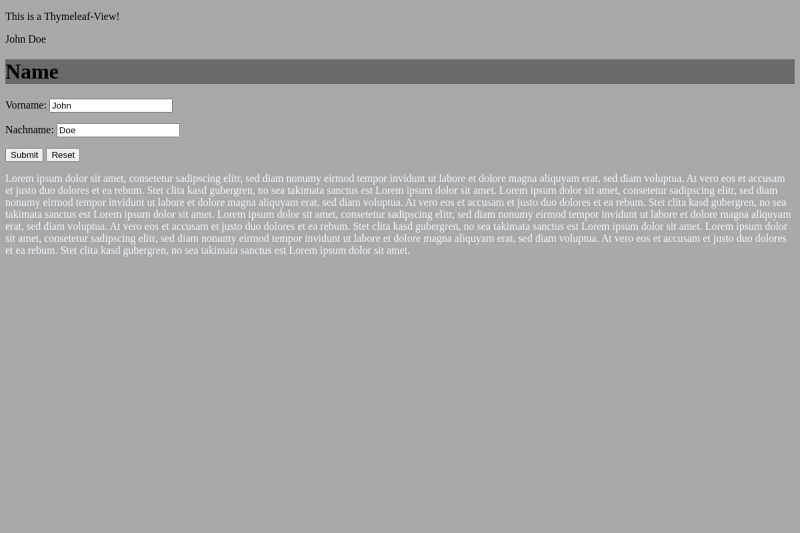 This is a Thymeleaf-View!
John Doe
Name
Vorname: John
Nachname: Doe
Submit Reset
Lorem ipsum dolor sit amet, consetetur sadipscing elitr, sed diam nonumy eirmod tempor invidunt ut labore et dolore magna aliquyam erat, sed diam voluptua. At vero eos et accusam
et justo duo dolores et ea rebum. Stet clita kasd gubergren, no sea takimata sanctus est Lorem ipsum dolor sit amet. Lorem ipsum dolor sit amet, consetetur sadipscing elitr, sed diam
nonumy eirmod tempor invidunt ut labore et dolore magna aliquyam erat, sed diam voluptua. At vero eos et accusam et justo duo dolores et ea rebum. Stet clita kasd gubergren, no sea
takimata sanctus est Lorem ipsum dolor sit amet. Lorem ipsum dolor sit amet, consetetur sadipscing elitr, sed diam nonumy eirmod tempor invidunt ut labore et dolore magna aliquyam
erat, sed diam voluptua. At vero eos et accusam et justo duo dolores et ea rebum. Stet clita kasd gubergren, no sea takimata sanctus est Lorem ipsum dolor sit amet. Lorem ipsum dolor
sit amet, consetetur sadipscing elitr, sed diam nonumy eirmod tempor invidunt ut labore et dolore magna aliquyam erat, sed diam voluptua. At vero eos et accusam et justo duo dolores
et ea rebum. Stet clita kasd gubergren, no sea takimata sanctus est Lorem ipsum dolor sit amet.